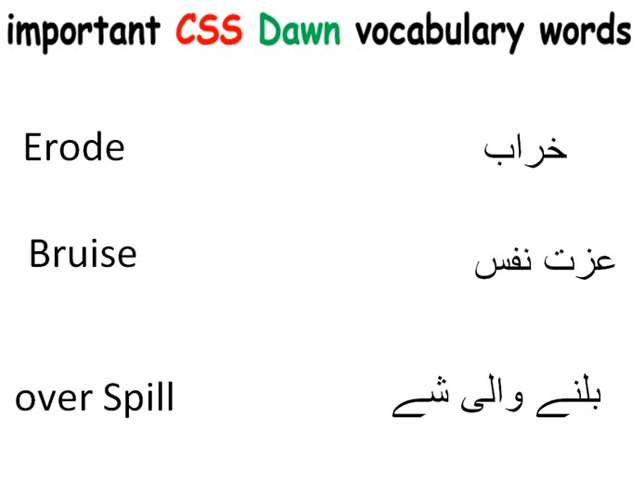 important CSS Dawn vocabulary words
Erode خراب
Bruise عزت نفس
over Spill بلنے والی شے